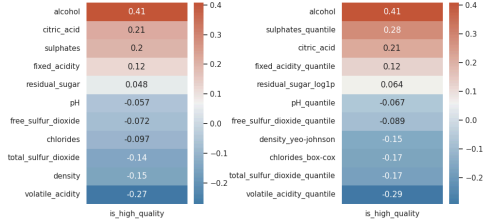 alcohol 0.41
citric_acid 0.21
sulphates 0.2
fixed_acidity 0.12
residual_sugar 0.048
pH -0.057
free_sulfur_dioxide -0.072
chlorides -0.097
total_sulfur_dioxide -0.14
density -0.15
volatile_acidity -0.27
is_high_quality
0.4
0.3
0.2
0.1
0.0
−0.1
−0.2
alcohol 0.41
sulphates_quantile 0.28
citric_acid 0.21
fixed_acidity_quantile 0.12
residual_sugar_log1p 0.064
pH_quantile -0.067
free_sulfur_dioxide_quantile -0.089
density_yeo-johnson -0.15
chlorides_box-cox -0.17
total_sulfur_dioxide_quantile -0.17
volatile_acidity_quantile -0.29
is_high_quality
0.4
0.3
0.2
0.1
0.0
−0.1
−0.2